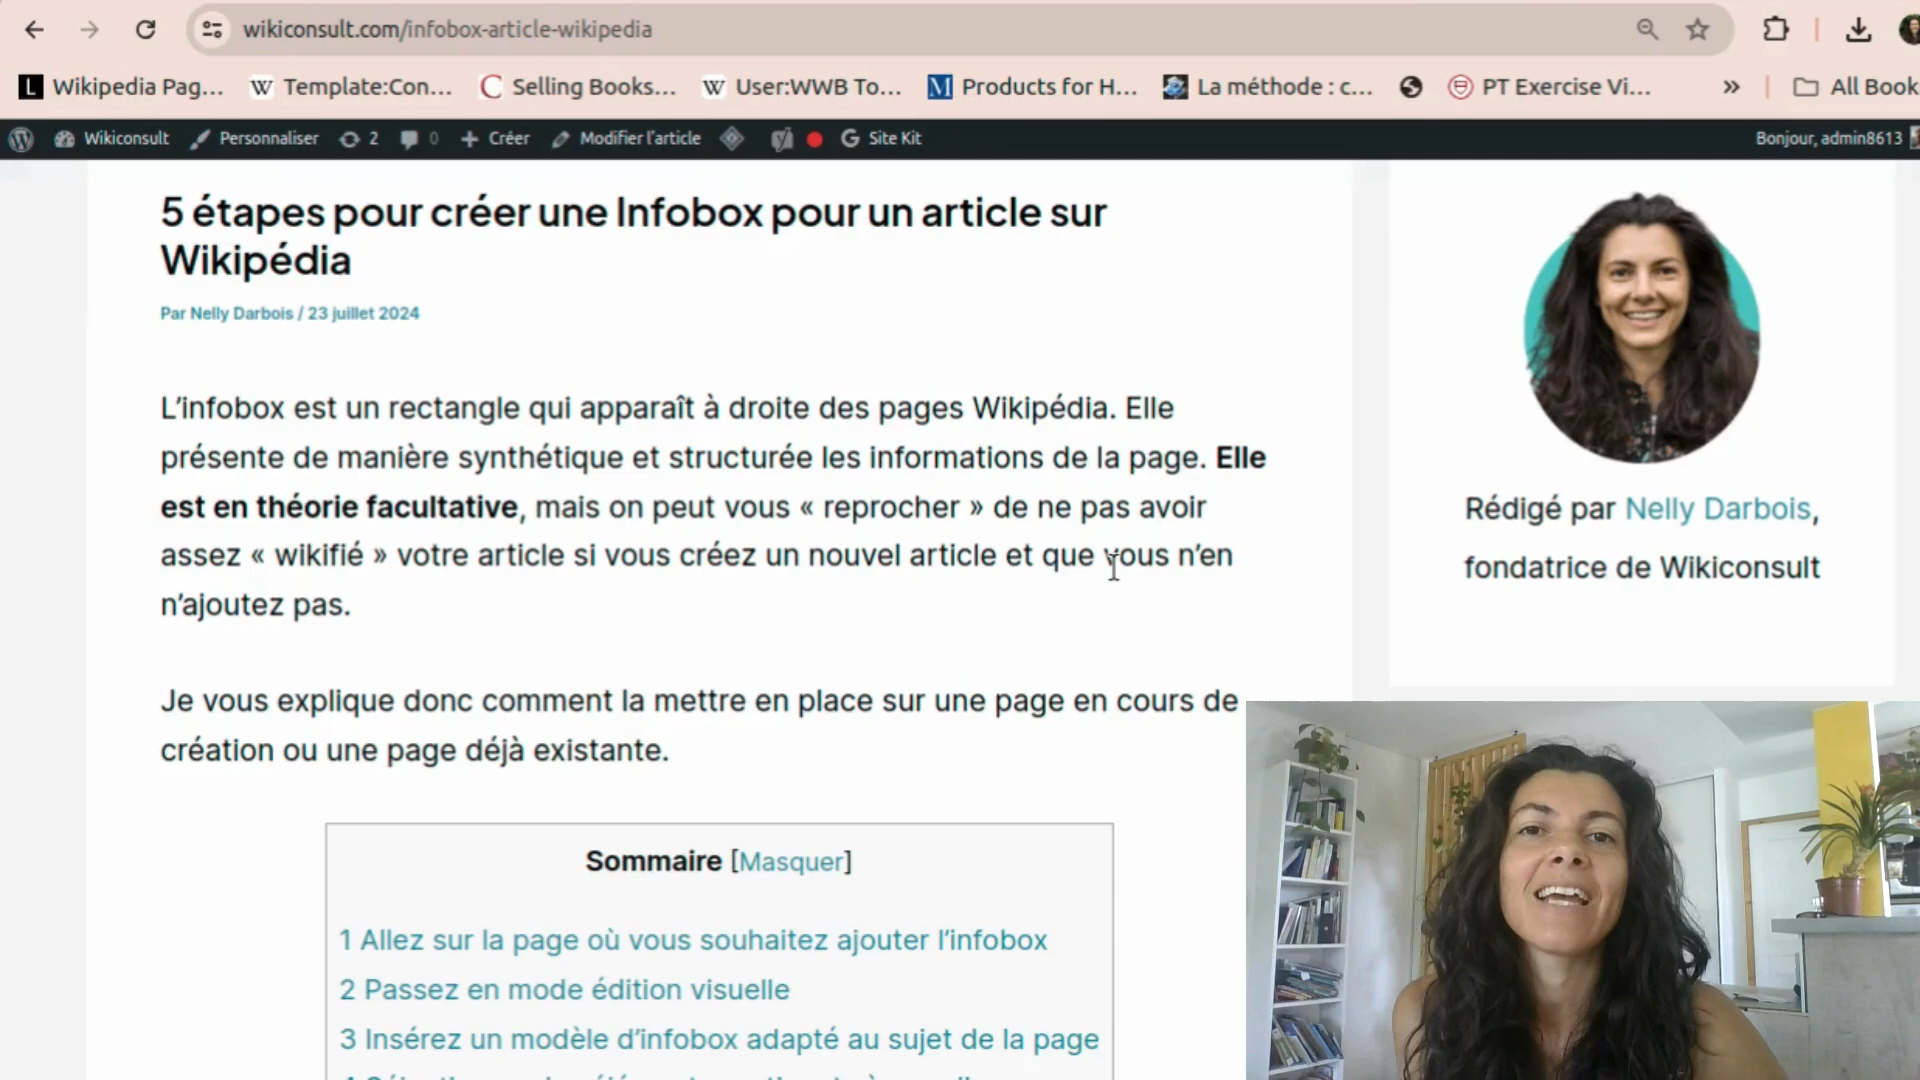 wikiconsult.com/infobox-article-wikipedia
L Wikipedia Pag... W Template:Con... C Selling Books... W User:WWB To... M Products for H... La méthode : c... PT Exercise Vi... » All Book
Wikiconsult Personnaliser 2 0 + Créer Modifier l'article G Site Kit Bonjour, admin8613
5 étapes pour créer une Infobox pour un article sur
Wikipédia
Par Nelly Darbois / 23 juillet 2024
L'infobox est un rectangle qui apparaît à droite des pages Wikipédia. Elle
présente de manière synthétique et structurée les informations de la page. Elle
est en théorie facultative, mais on peut vous « reprocher » de ne pas avoir
assez « wikifié » votre article si vous créez un nouvel article et que vous n'en
n'ajoutez pas.
Je vous explique donc comment la mettre en place sur une page en cours de
création ou une page déjà existante.
Sommaire [Masquer]
1 Allez sur la page où vous souhaitez ajouter l'infobox
2 Passez en mode édition visuelle
3 Insérez un modèle d'infobox adapté au sujet de la page
Rédigé par Nelly Darbois,
fondatrice de Wikiconsult